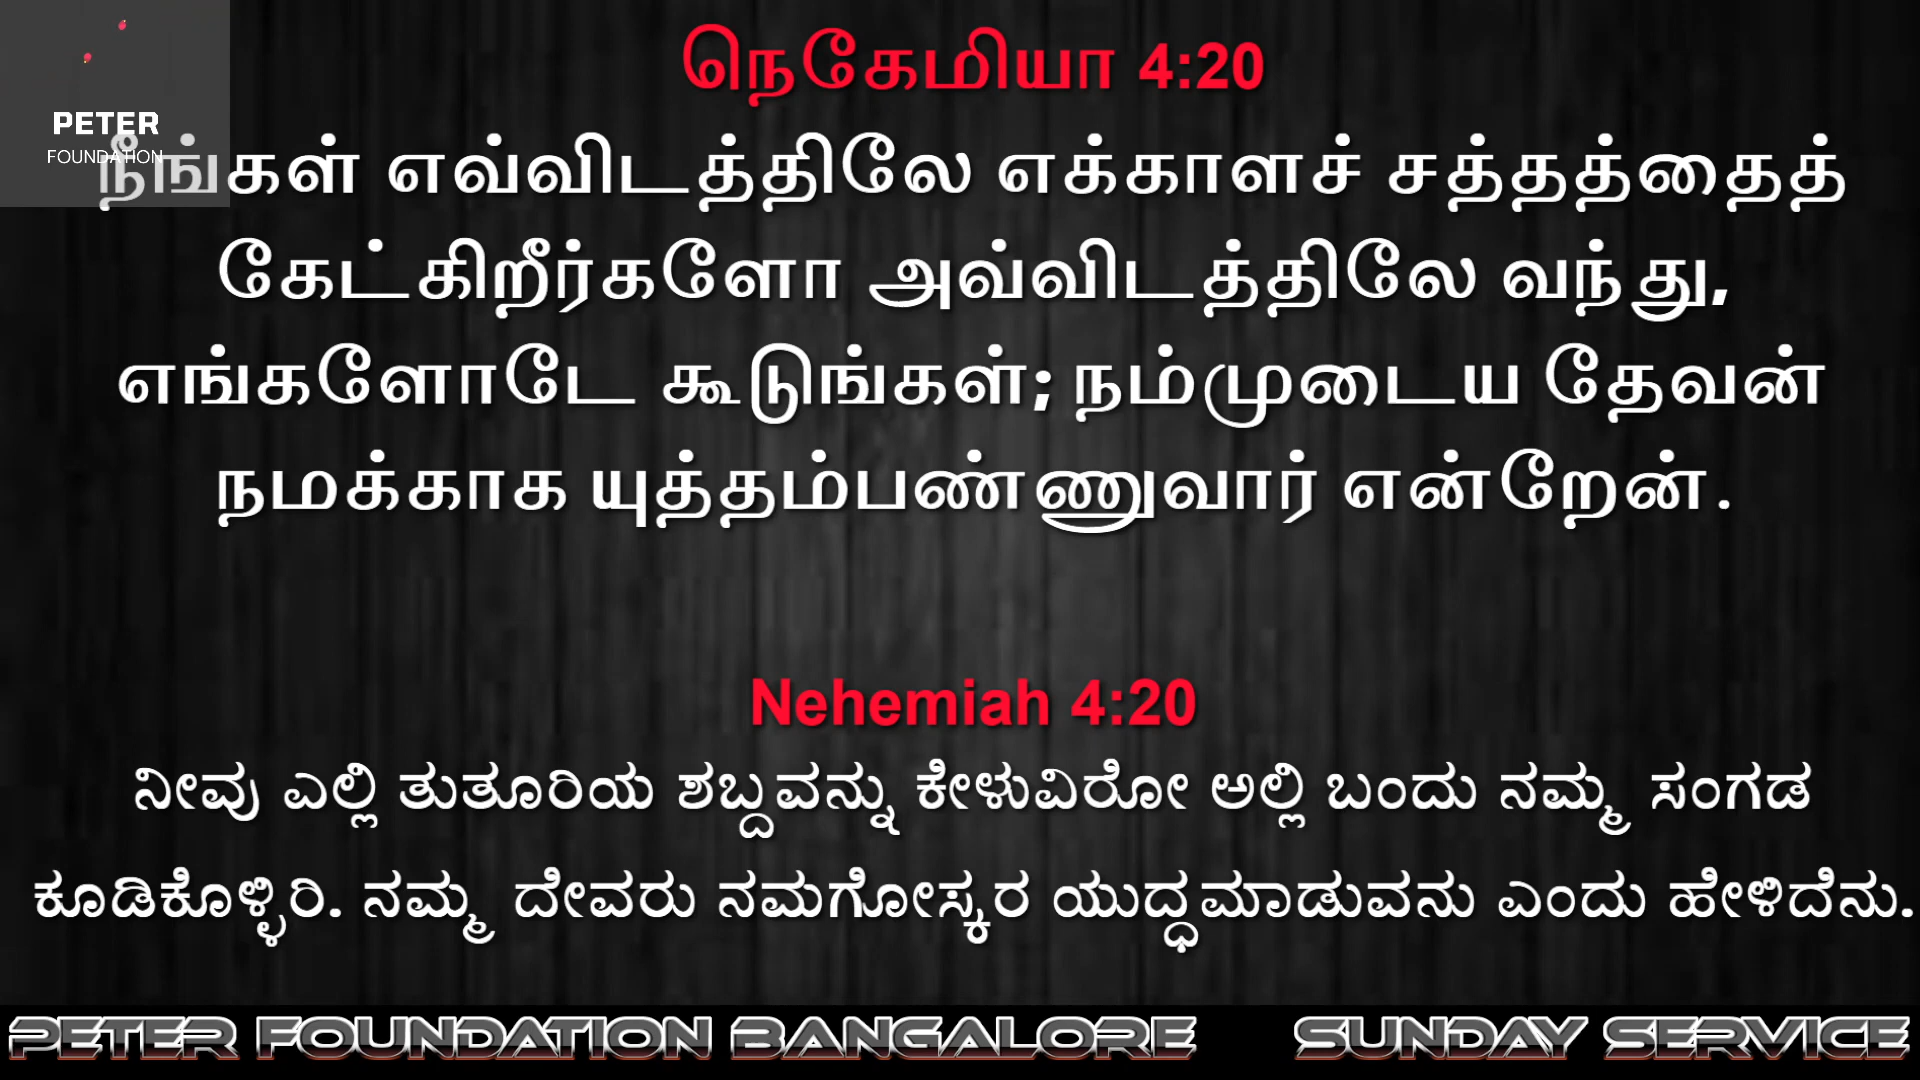 நெகேமியா 4:20
PETER
FOUNDATION
நீங்கள் எவ்விடத்திலே எக்காளச் சத்தத்தைத்
கேட்கிறீர்களோ அவ்விடத்திலே வந்து,
எங்களோடே கூடுங்கள்; நம்முடைய தேவன்
நமக்காக யுத்தம்பண்ணுவார் என்றேன்.
Nehemiah 4:20
ನೀವು ಎಲ್ಲಿ ತುತೂರಿಯ ಶಬ್ದವನ್ನು ಕೇಳುವಿರೋ ಅಲ್ಲಿ ಬಂದು ನಮ್ಮ ಸಂಗಡ
ಕೂಡಿಕೊಳ್ಳಿರಿ. ನಮ್ಮ ದೇವರು ನಮಗೋಸ್ಕರ ಯುದ್ಧಮಾಡುವನು ಎಂದು ಹೇಳಿದೆನು.
PETER FOUNDATION BANGALORE SUNDAY SERVICE